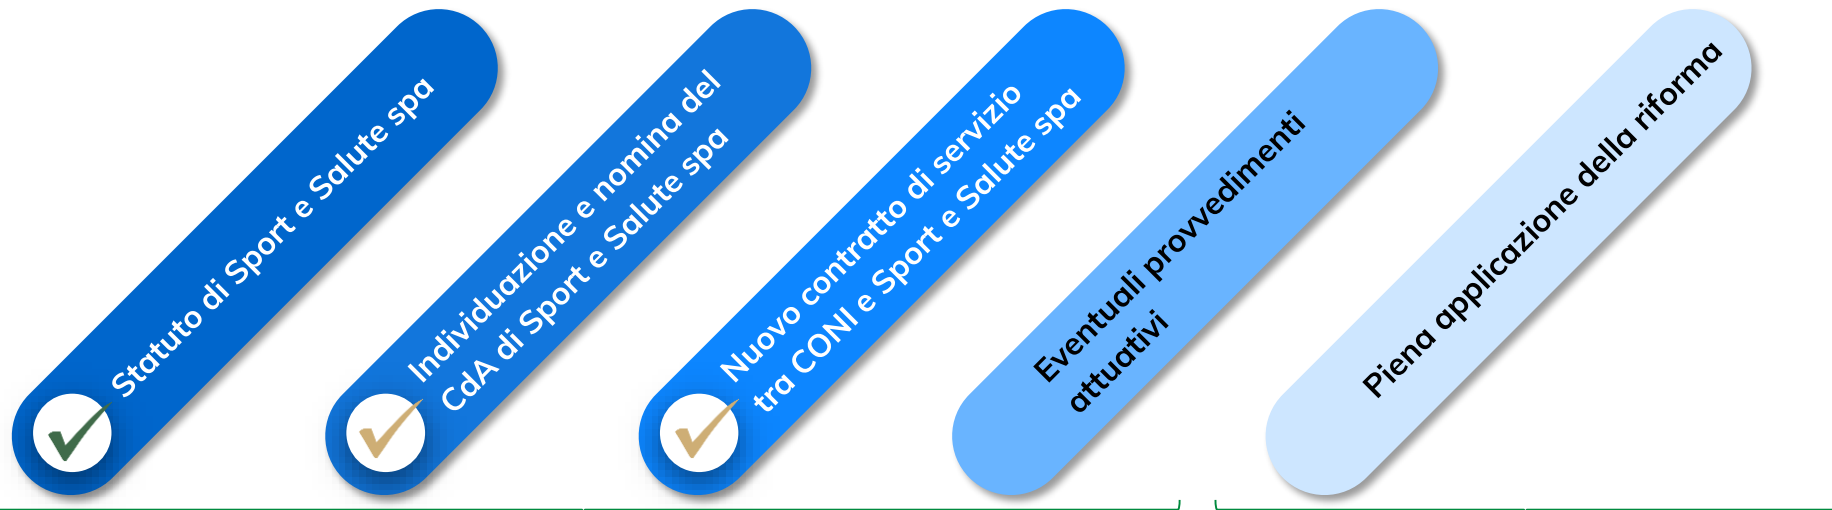 Statuto di Sport e Salute spa
Individuazione e nomina del
CdA di Sport e Salute spa
Nuovo contratto di servizio
tra CONI e Sport e Salute spa
Eventuali provvedimenti
attuativi
Piena applicazione della riforma